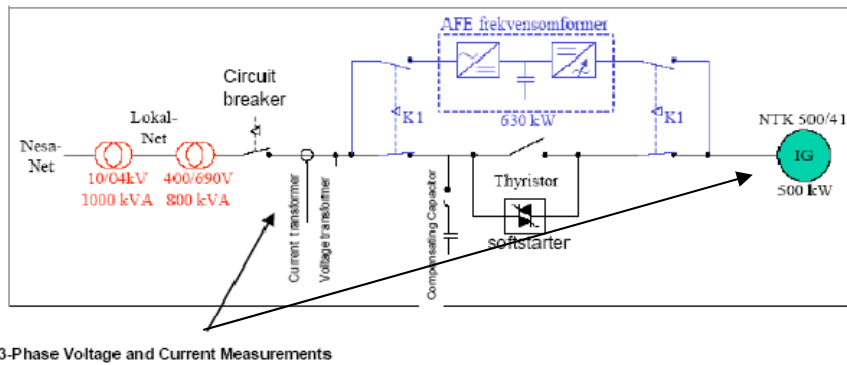 AFE frekvensomformer
Circuit
breaker
Lokal-
Net
Nesa-
Net
K1
630 kW
K1
NTK 500/41
IG
500 kW
10/04kV
1000 kVA
400/690V
800 kVA
Thyristor
softstarter
Current transformer
Voltage transformer
Compensating Capacitor
3-Phase Voltage and Current Measurements